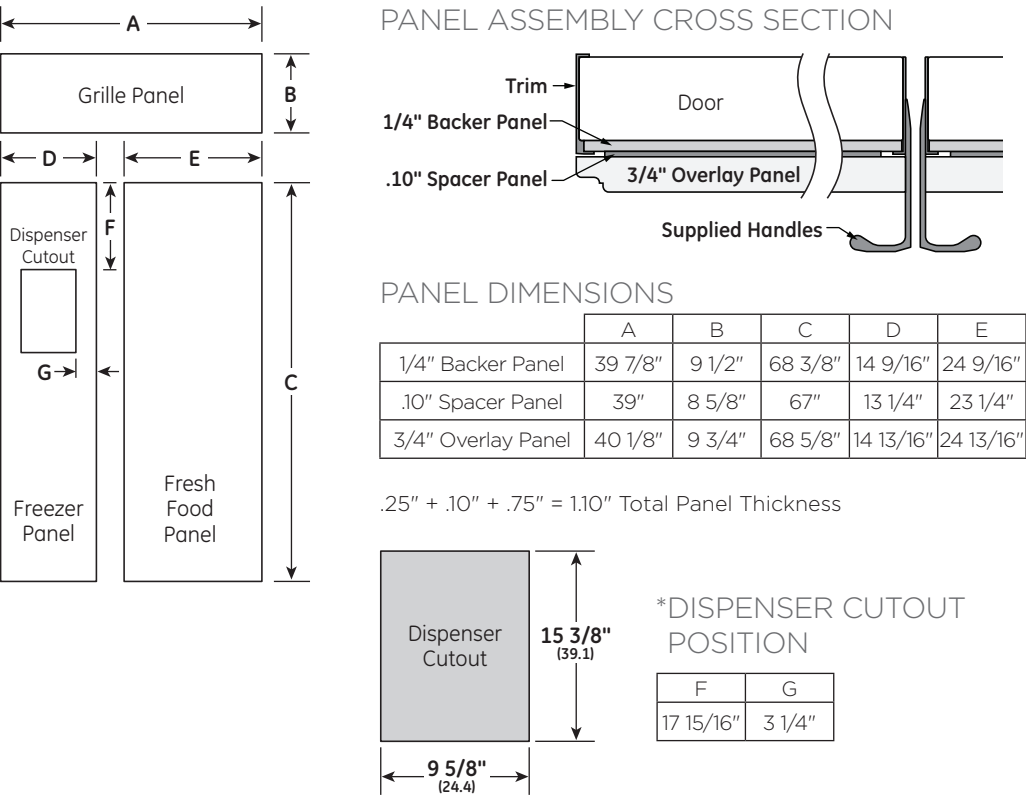 A
Grille Panel
B
D
E
F
Dispenser
Cutout
G
C
Freezer
Panel
Fresh
Food
Panel
PANEL ASSEMBLY CROSS SECTION
Trim
Door
1/4" Backer Panel
.10" Spacer Panel
3/4" Overlay Panel
Supplied Handles
PANEL DIMENSIONS
A B C D E
1/4" Backer Panel 39 7/8" 9 1/2" 68 3/8" 14 9/16" 24 9/16"
.10" Spacer Panel 39" 8 5/8" 67" 13 1/4" 23 1/4"
3/4" Overlay Panel 40 1/8" 9 3/4" 68 5/8" 14 13/16" 24 13/16"
.25" + .10" + .75" = 1.10" Total Panel Thickness
Dispenser
Cutout
15 3/8"
(39.1)
9 5/8"
(24.4)
*DISPENSER CUTOUT
POSITION
F G
17 15/16" 3 1/4"